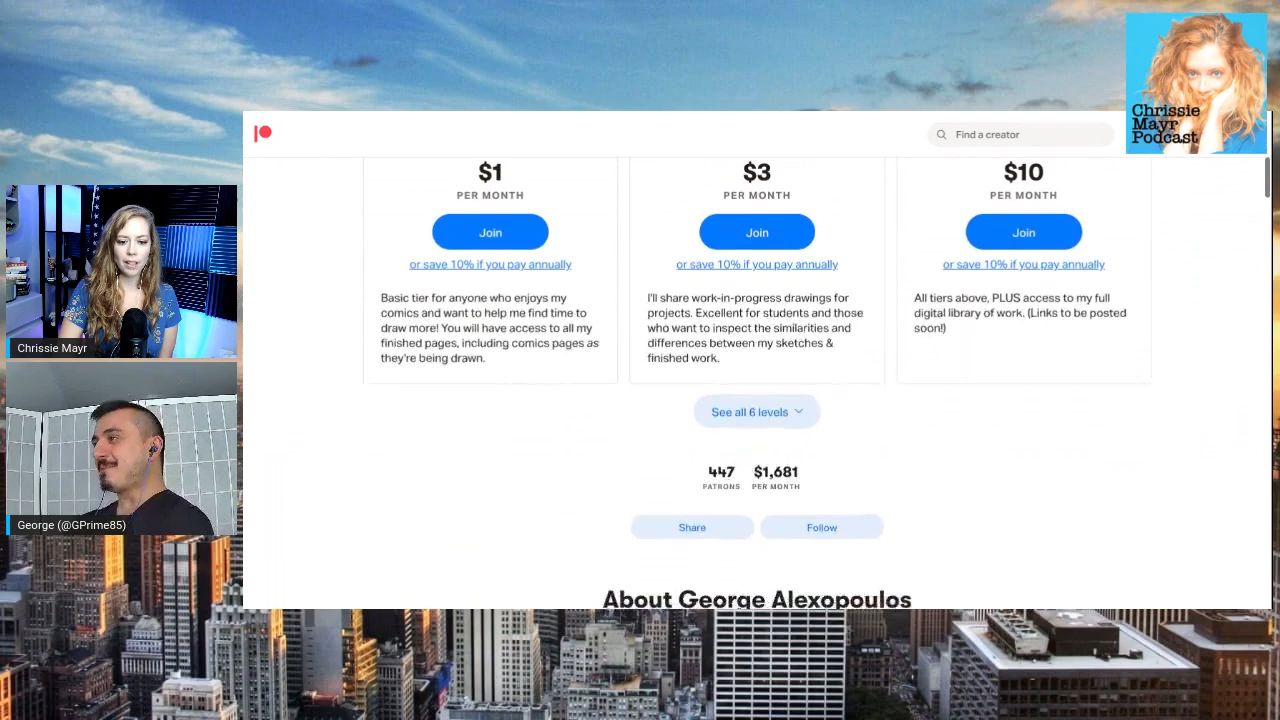 Chrissie
Mayr
Podcast
Find a creator
$1
PER MONTH
Join
or save 10% if you pay annually
Basic tier for anyone who enjoys my
comics and want to help me find time to
draw more! You will have access to all my
finished pages, including comics pages as
they're being drawn.
$3
PER MONTH
Join
or save 10% if you pay annually
I'll share work-in-progress drawings for
projects. Excellent for students and those
who want to inspect the similarities and
differences between my sketches &
finished work.
$10
PER MONTH
Join
or save 10% if you pay annually
All tiers above, PLUS access to my full
digital library of work. (Links to be posted
soon!)
See all 6 levels
447
PATRONS
$1,681
PER MONTH
Share
Follow
About George Alexopoulos
Chrissie Mayr
George (@GPrime85)